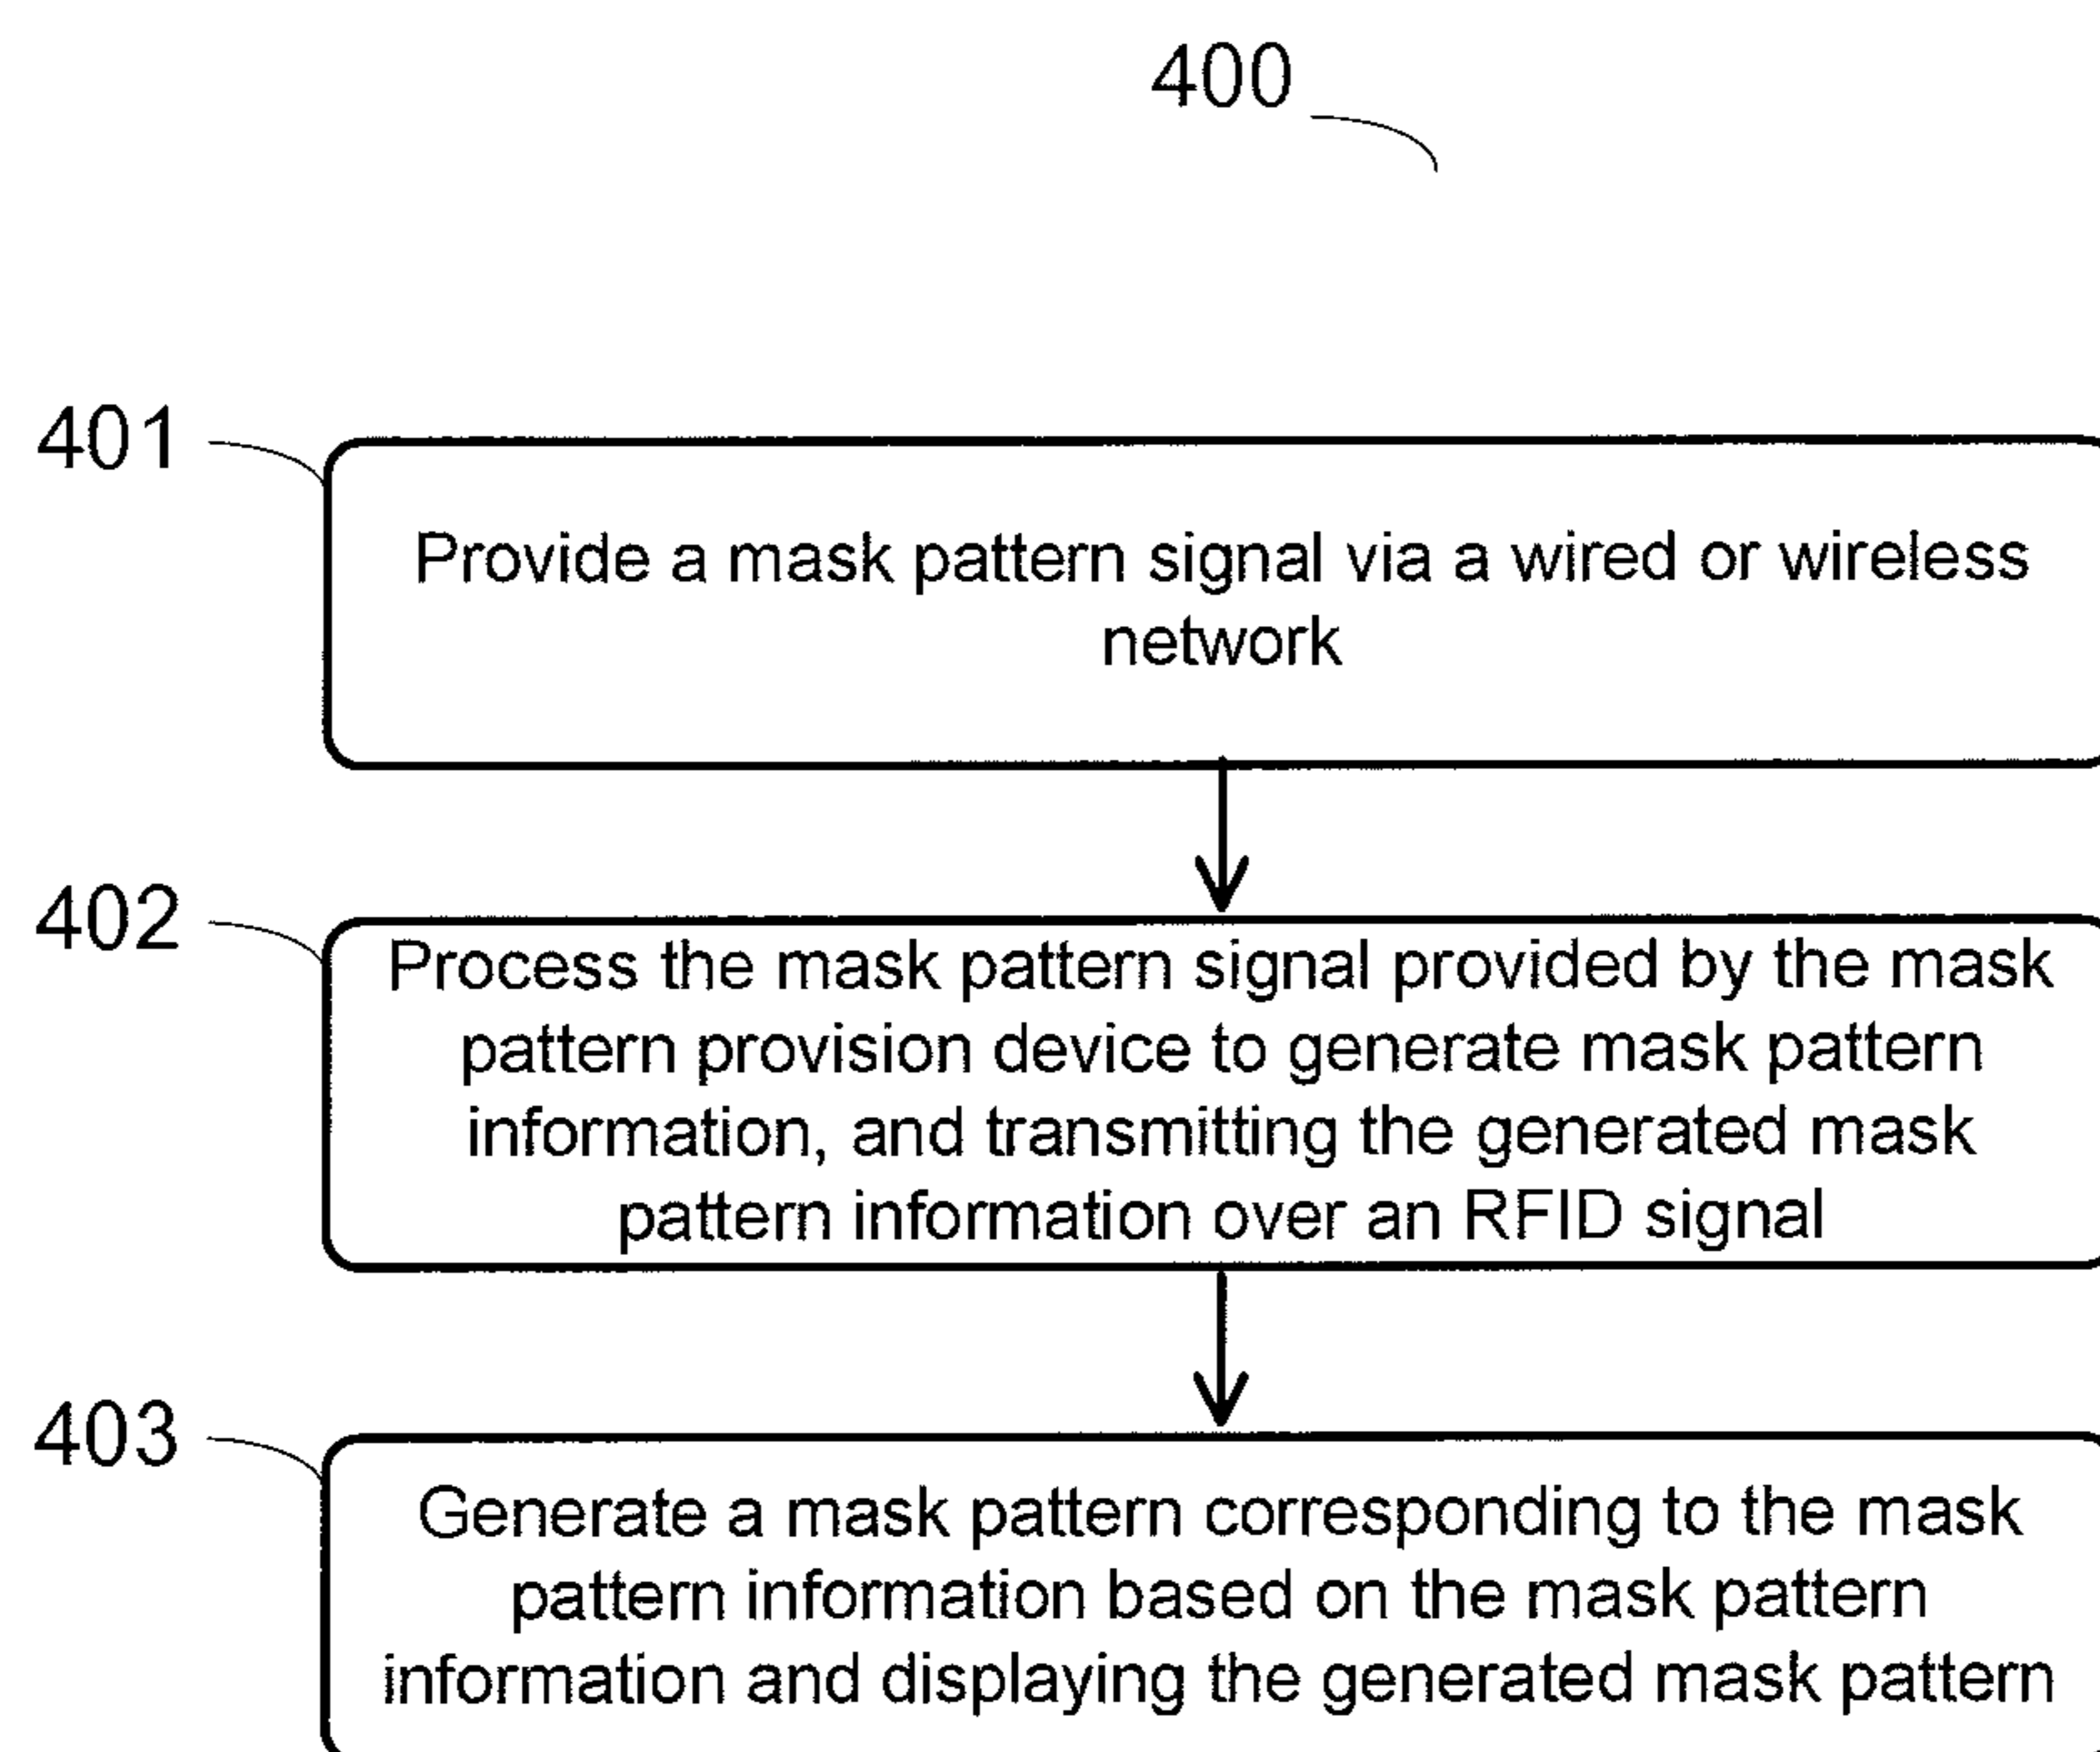 400
401
Provide a mask pattern signal via a wired or wireless
network
402
Process the mask pattern signal provided by the mask
pattern provision device to generate mask pattern
information, and transmitting the generated mask
pattern information over an RFID signal
403
Generate a mask pattern corresponding to the mask
pattern information based on the mask pattern
information and displaying the generated mask pattern